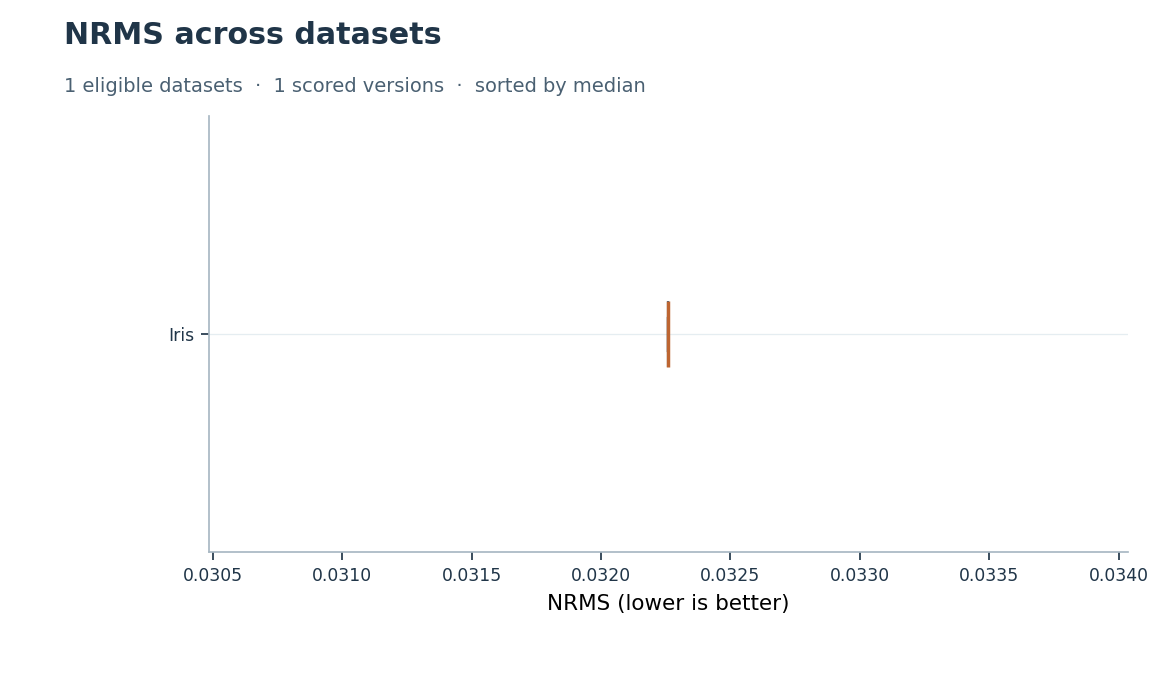 NRMS across datasets
1 eligible datasets · 1 scored versions · sorted by median
Iris
0.0305 0.0310 0.0315 0.0320 0.0325 0.0330 0.0335 0.0340
NRMS (lower is better)